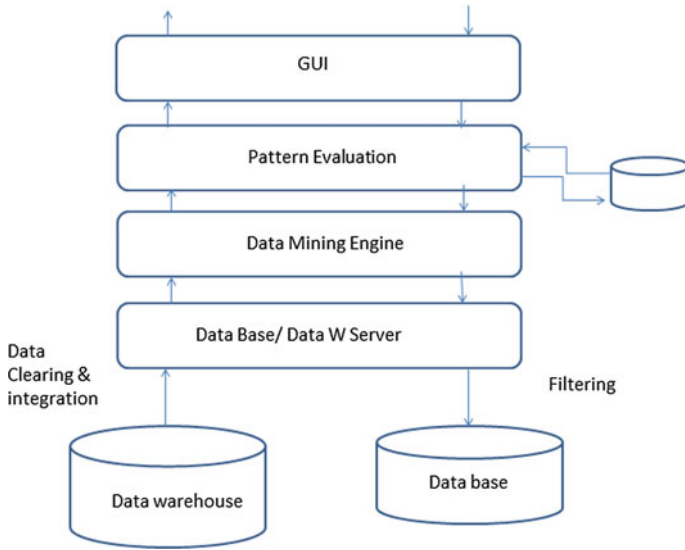 GUI
Pattern Evaluation
Data Mining Engine
Data Base/ Data W Server
Data
Clearing &
integration
Filtering
Data warehouse
Data base